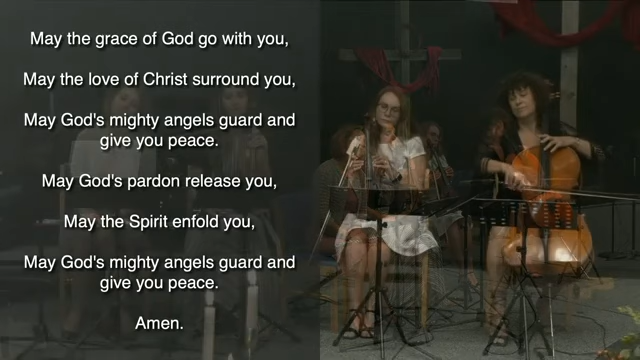 May the grace of God go with you,
May the love of Christ surround you,
May God's mighty angels guard and
give you peace.
May God's pardon release you,
May the Spirit enfold you,
May God's mighty angels guard and
give you peace.
Amen.